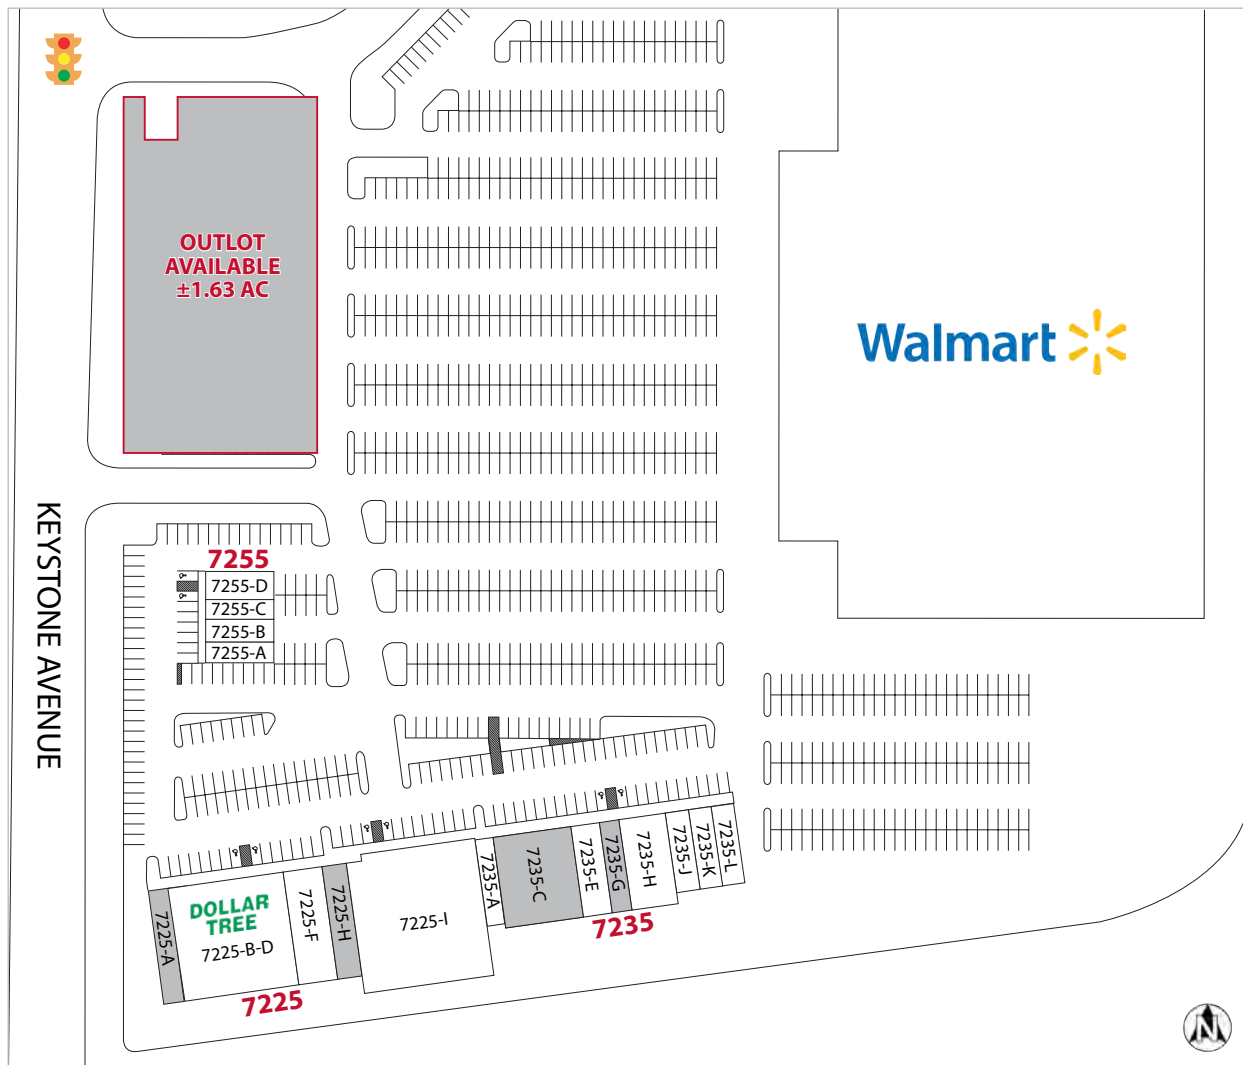 OUTLOT
AVAILABLE
±1.63 AC
Walmart
KEYSTONE AVENUE
7255
7255-D
7255-C
7255-B
7255-A
7225-A
DOLLAR
TREE
7225-B-D
7225-F
7225-H
7225-I
7225
7235-A
7235-C
7235-E
7235-G
7235-H
7235-J
7235-K
7235-L
7235
N